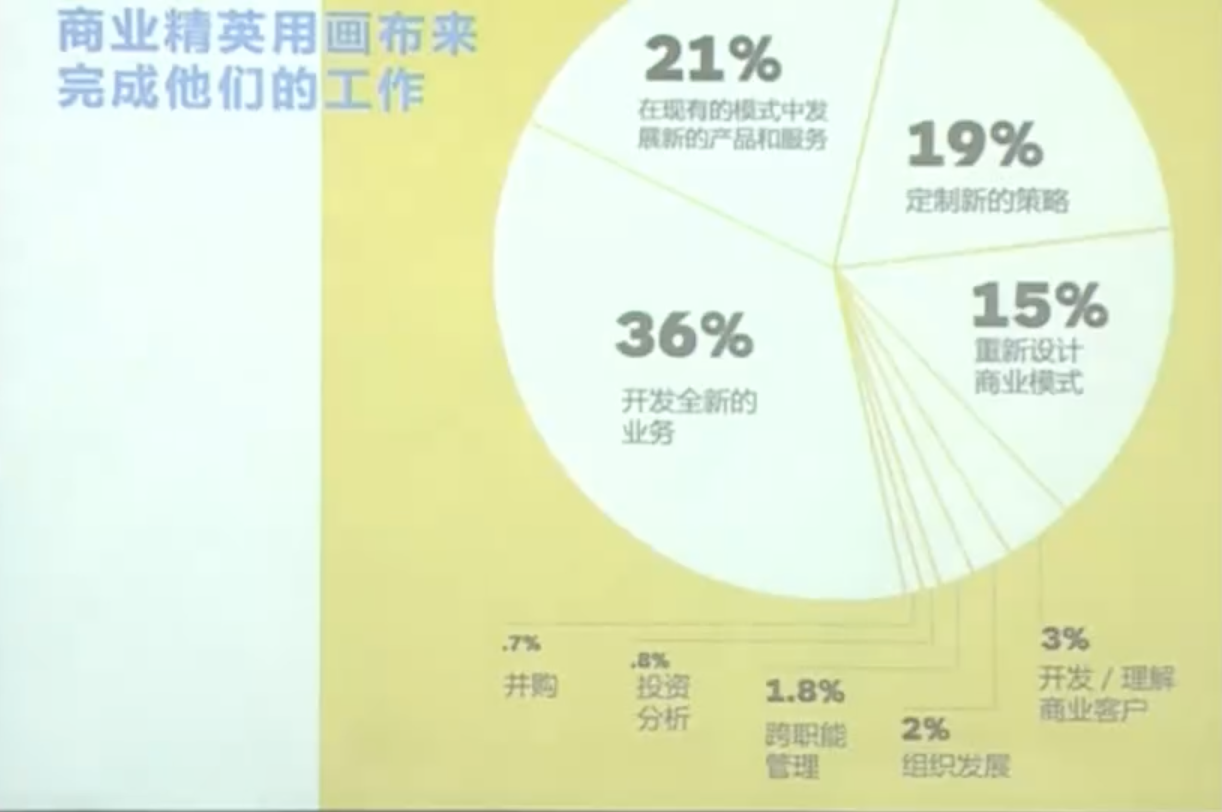 商业精英用画布来
完成他们的工作
21%
在现有的模式中发
展新的产品和服务
19%
定制新的策略
15%
重新设计
商业模式
36%
开发全新的
业务
.7%
并购
.8%
投资
分析
1.8%
跨职能
管理
2%
组织发展
3%
开发 / 理解
商业客户